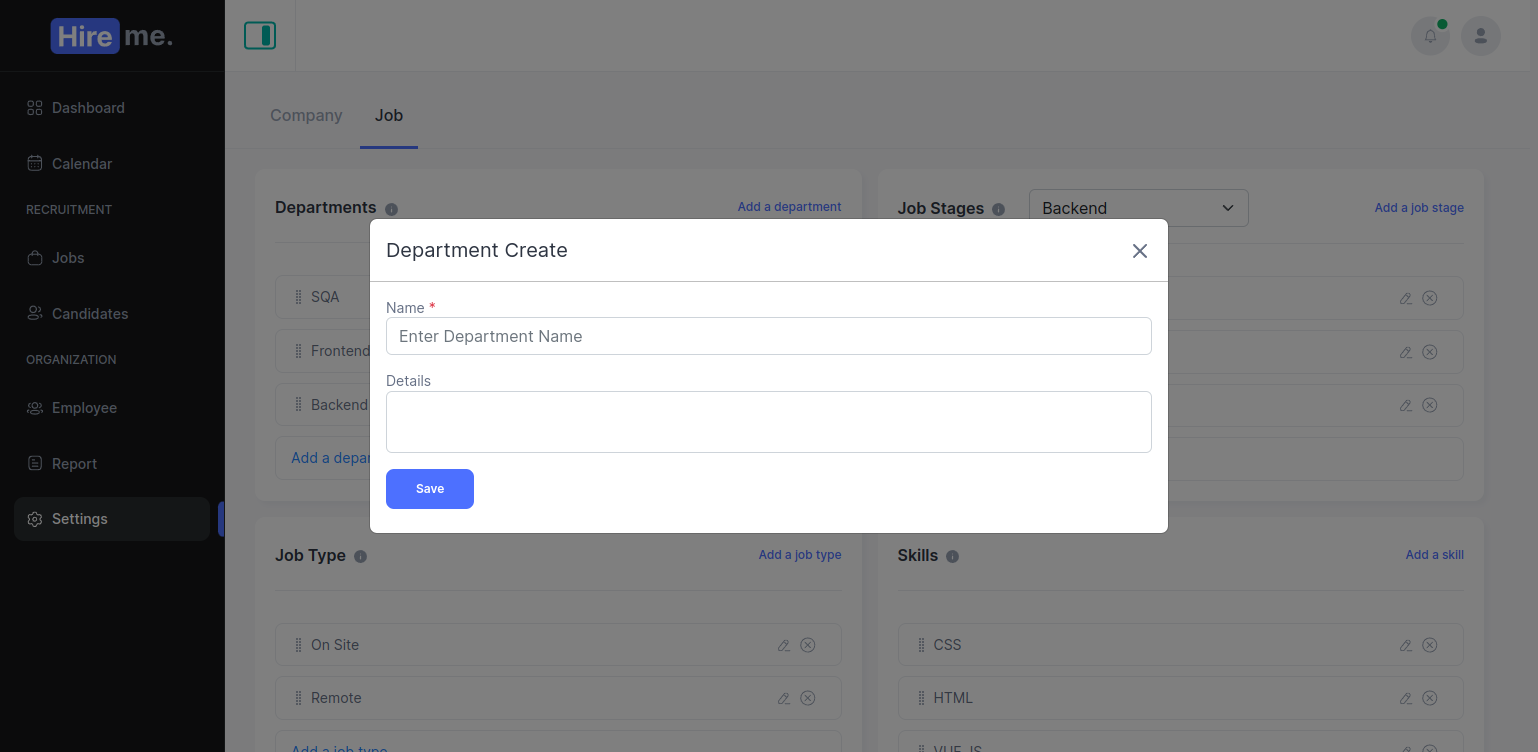 Hire me.
Dashboard
Calendar
RECRUITMENT
Jobs
Candidates
ORGANIZATION
Employee
Report
Settings
Company Job
Departments Add a department
SQA
Frontend
Backend
Add a depar
Job Stages Backend Add a job stage
Department Create
Name *
Enter Department Name
Details
Save
Job Type Add a job type
On Site
Remote
Add a job type
Skills Add a skill
CSS
HTML
VUE JS